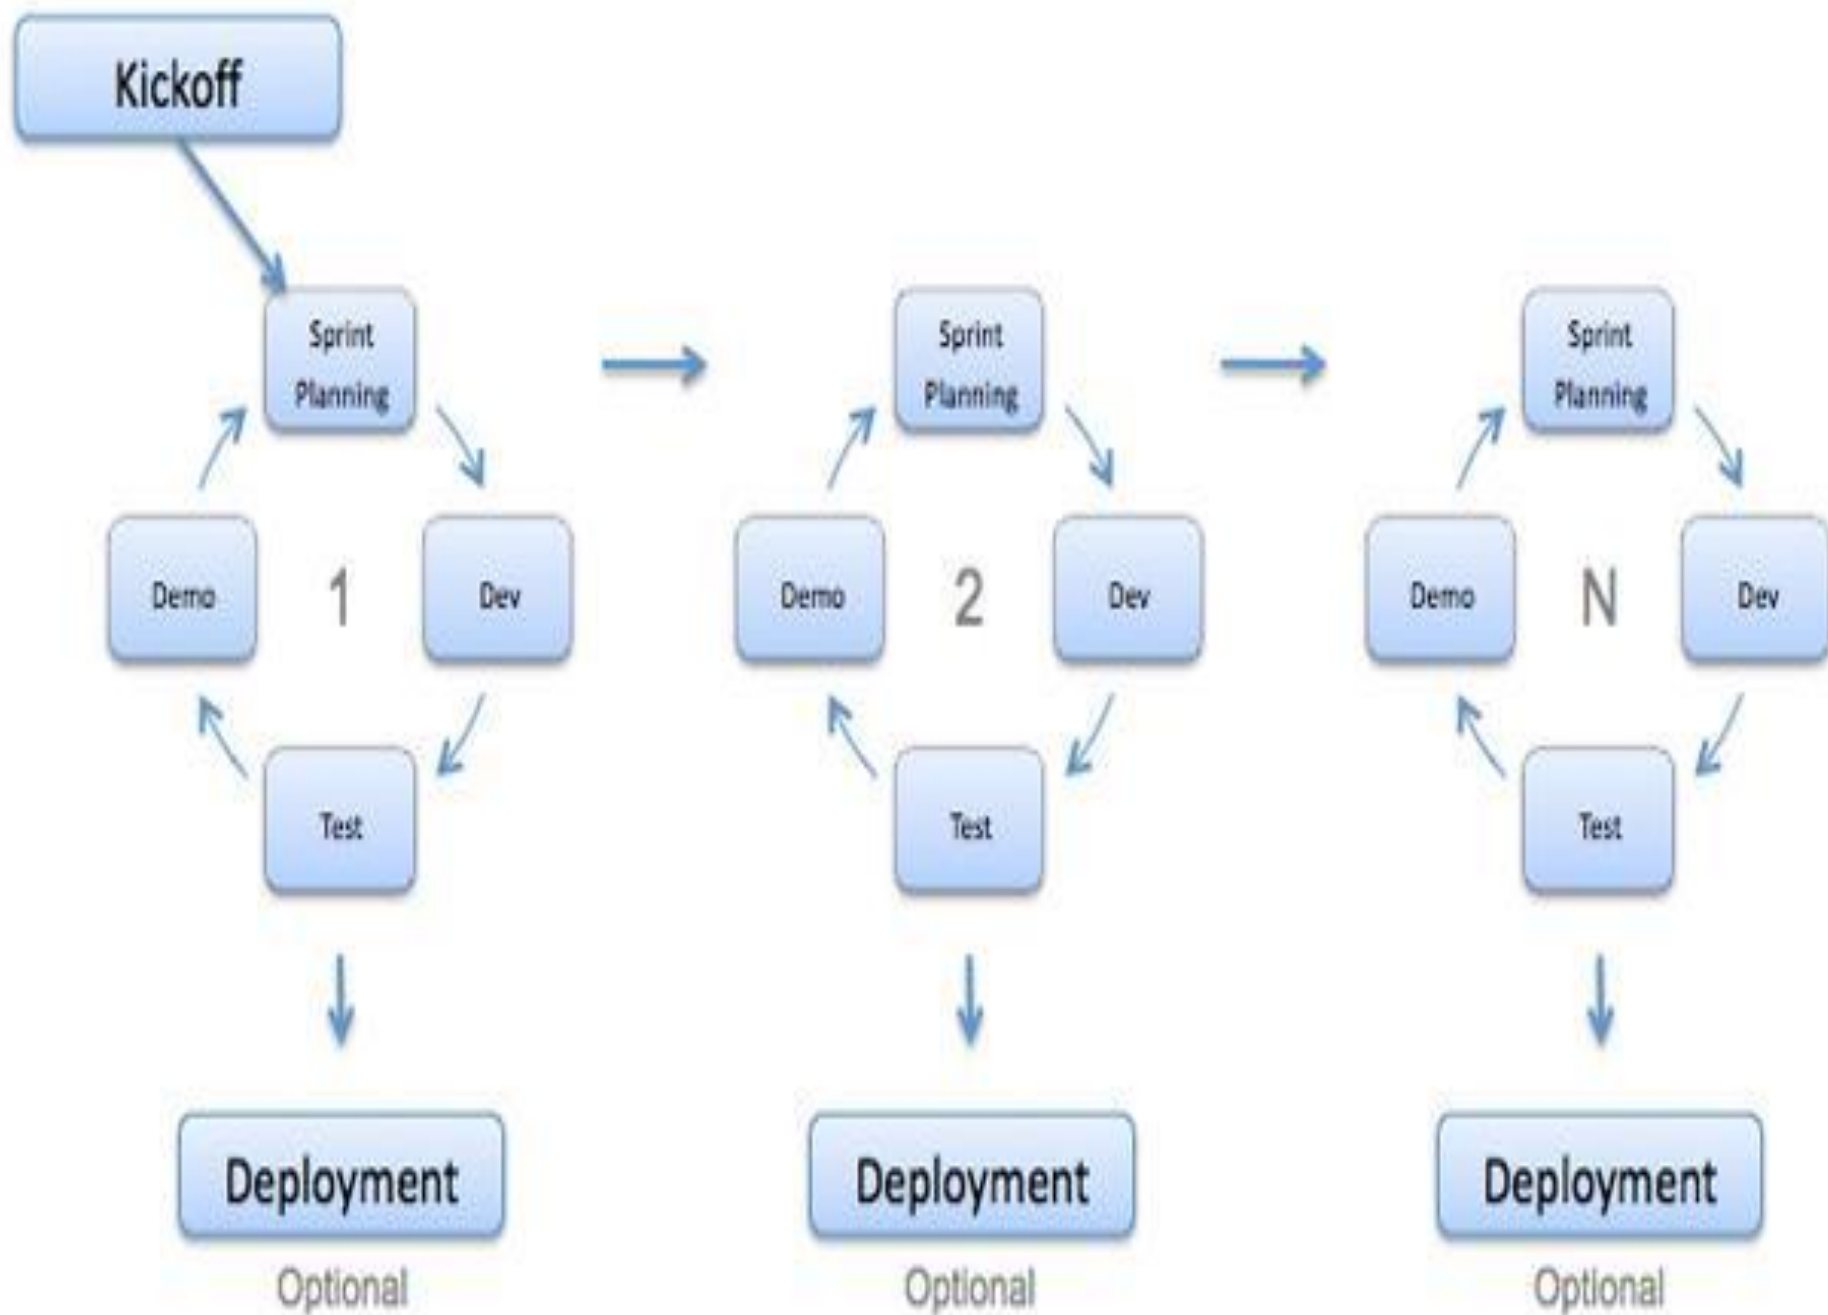 Kickoff
Sprint
Planning
Sprint
Planning
Sprint
Planning
Demo
1
Dev
Demo
2
Dev
Demo
N
Dev
Test
Test
Test
Deployment
Deployment
Deployment
Optional
Optional
Optional